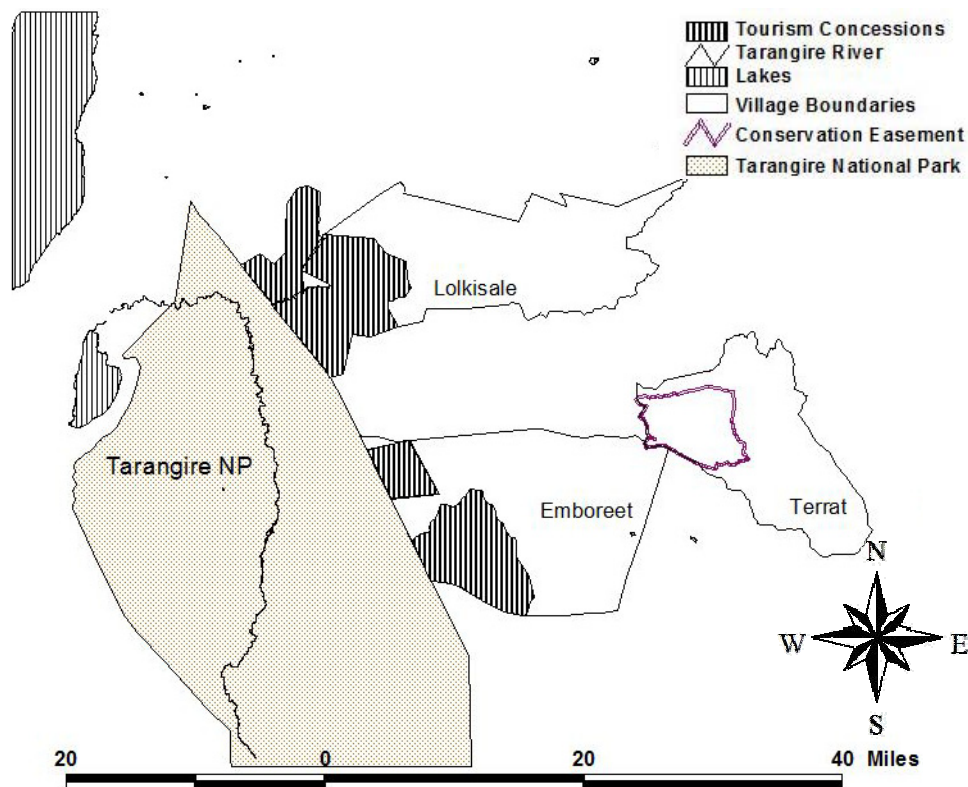 Tourism Concessions
Tarangire River
Lakes
Village Boundaries
Conservation Easement
Tarangire National Park
Lolkisale
Tarangire NP
Emboreet
Terrat
N
W E
S
20 0 20 40 Miles